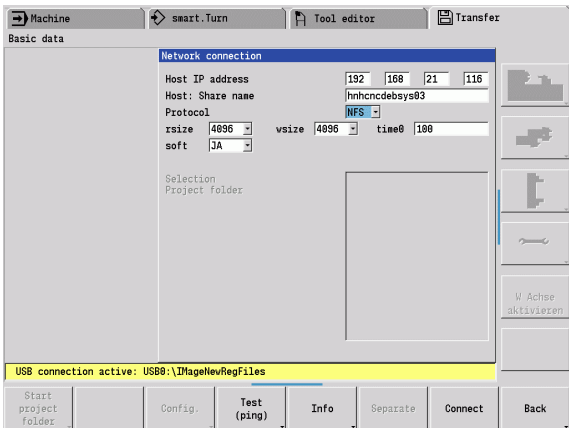 Machine smart.Turn Tool editor Transfer
Basic data
Network connection
Host IP address 192 168 21 116
Host: Share name hnhcncdebsys03
Protocol NFS
rsize 4096 wsize 4096 time0 100
soft JA
Selection
Project folder
W Achse
aktivieren
USB connection active: USB0:\IMageNewRegFiles
Start
project
folder
Config.
Test
(ping)
Info
Separate
Connect
Back